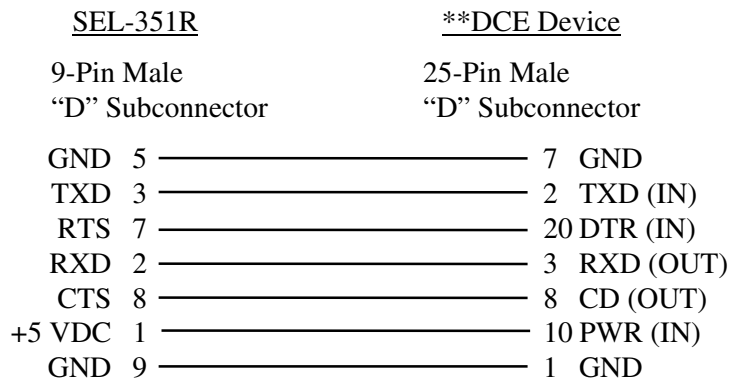 SEL-351R **DCE Device
9-Pin Male 25-Pin Male
“D” Subconnector “D” Subconnector
GND 5 7 GND
TXD 3 2 TXD (IN)
RTS 7 20 DTR (IN)
RXD 2 3 RXD (OUT)
CTS 8 8 CD (OUT)
+5 VDC 1 10 PWR (IN)
GND 9 1 GND